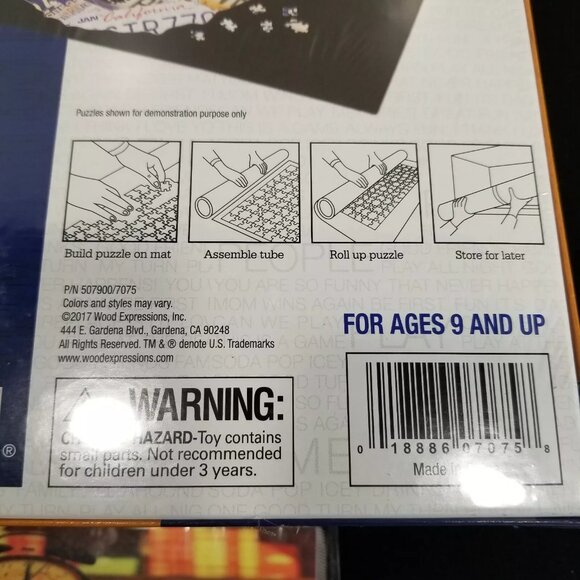 JAN California
Puzzles shown for demonstration purpose only
Build puzzle on mat
Assemble tube
Roll up puzzle
Store for later
P/N 507900/7075
Colors and styles may vary.
©2017 Wood Expressions, Inc.
444 E. Gardena Blvd., Gardena, CA 90248
All Rights Reserved. TM & ® denote U.S. Trademarks
www.woodexpressions.com
FOR AGES 9 AND UP
WARNING:
HAZARD-Toy contains
small parts. Not recommended
for children under 3 years.
®
0 18886 07075 8
Made in